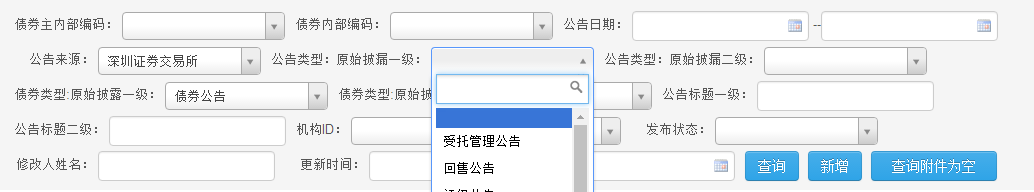 债券主内部编码： 债券内部编码： 公告日期： --
公告来源： 深圳证券交易所 公告类型：原始披漏一级： 公告类型：原始披漏二级：
债券类型:原始披露一级： 债券公告 债券类型:原始披 公告标题一级：
公告标题二级： 机构ID： 发布状态：
受托管理公告
修改人姓名： 更新时间： 查询 新增 查询附件为空
回售公告